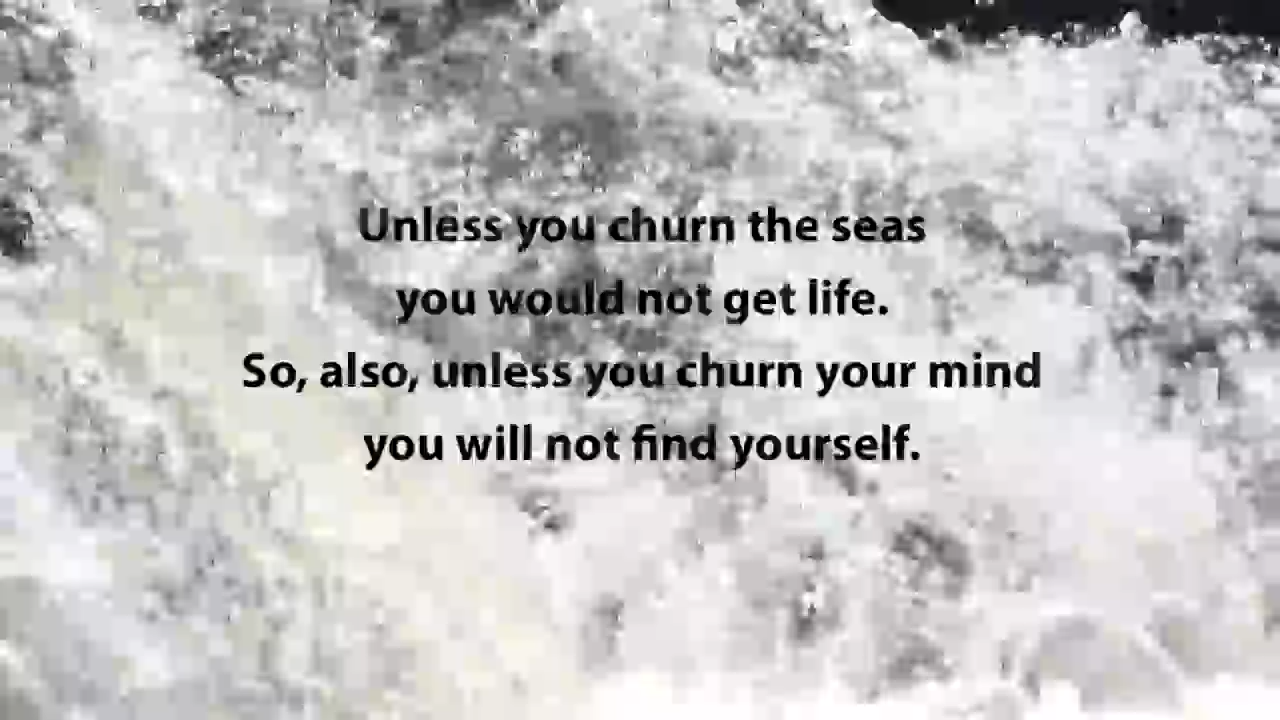 Unless you churn the seas
you would not get life.
So, also, unless you churn your mind
you will not find yourself.